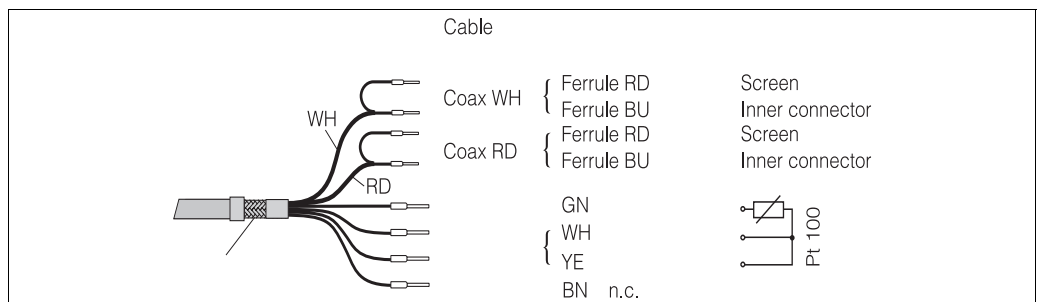 Cable
Coax WH { Ferrule RD Screen
Ferrule BU Inner connector
Coax RD { Ferrule RD Screen
Ferrule BU Inner connector
WH
RD
GN
{ WH
YE
BN n.c.
Pt 100